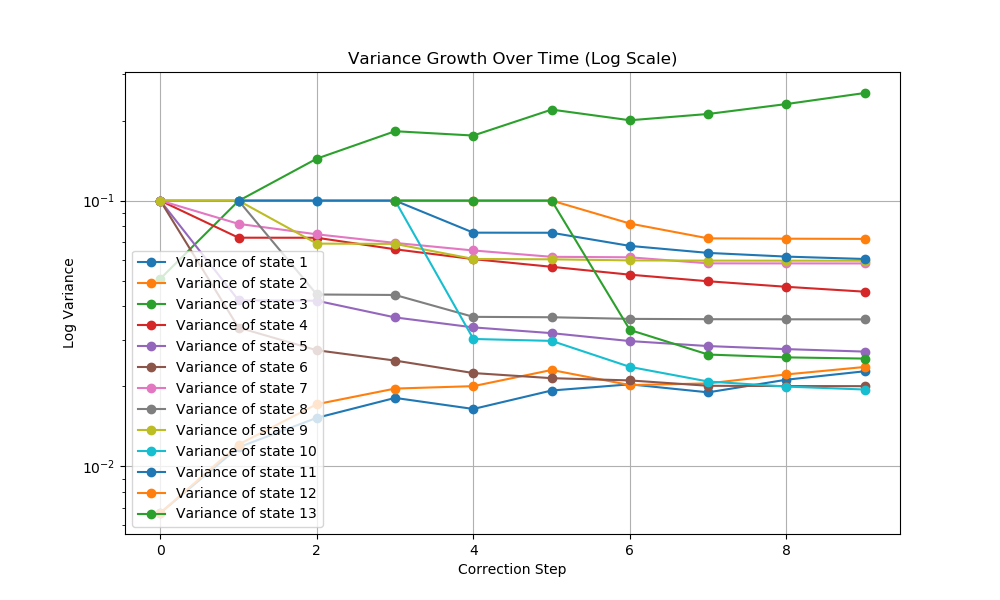 Variance Growth Over Time (Log Scale)
Log Variance
10⁻¹
10⁻²
Variance of state 1
Variance of state 2
Variance of state 3
Variance of state 4
Variance of state 5
Variance of state 6
Variance of state 7
Variance of state 8
Variance of state 9
Variance of state 10
Variance of state 11
Variance of state 12
Variance of state 13
0 2 4 6 8
Correction Step